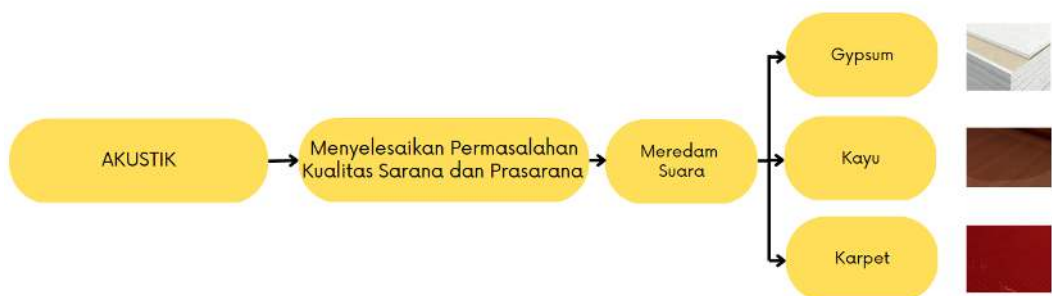 AKUSTIK
Menyelesaikan Permasalahan
Kualitas Sarana dan Prasarana
Meredam
Suara
Gypsum
Kayu
Karpet